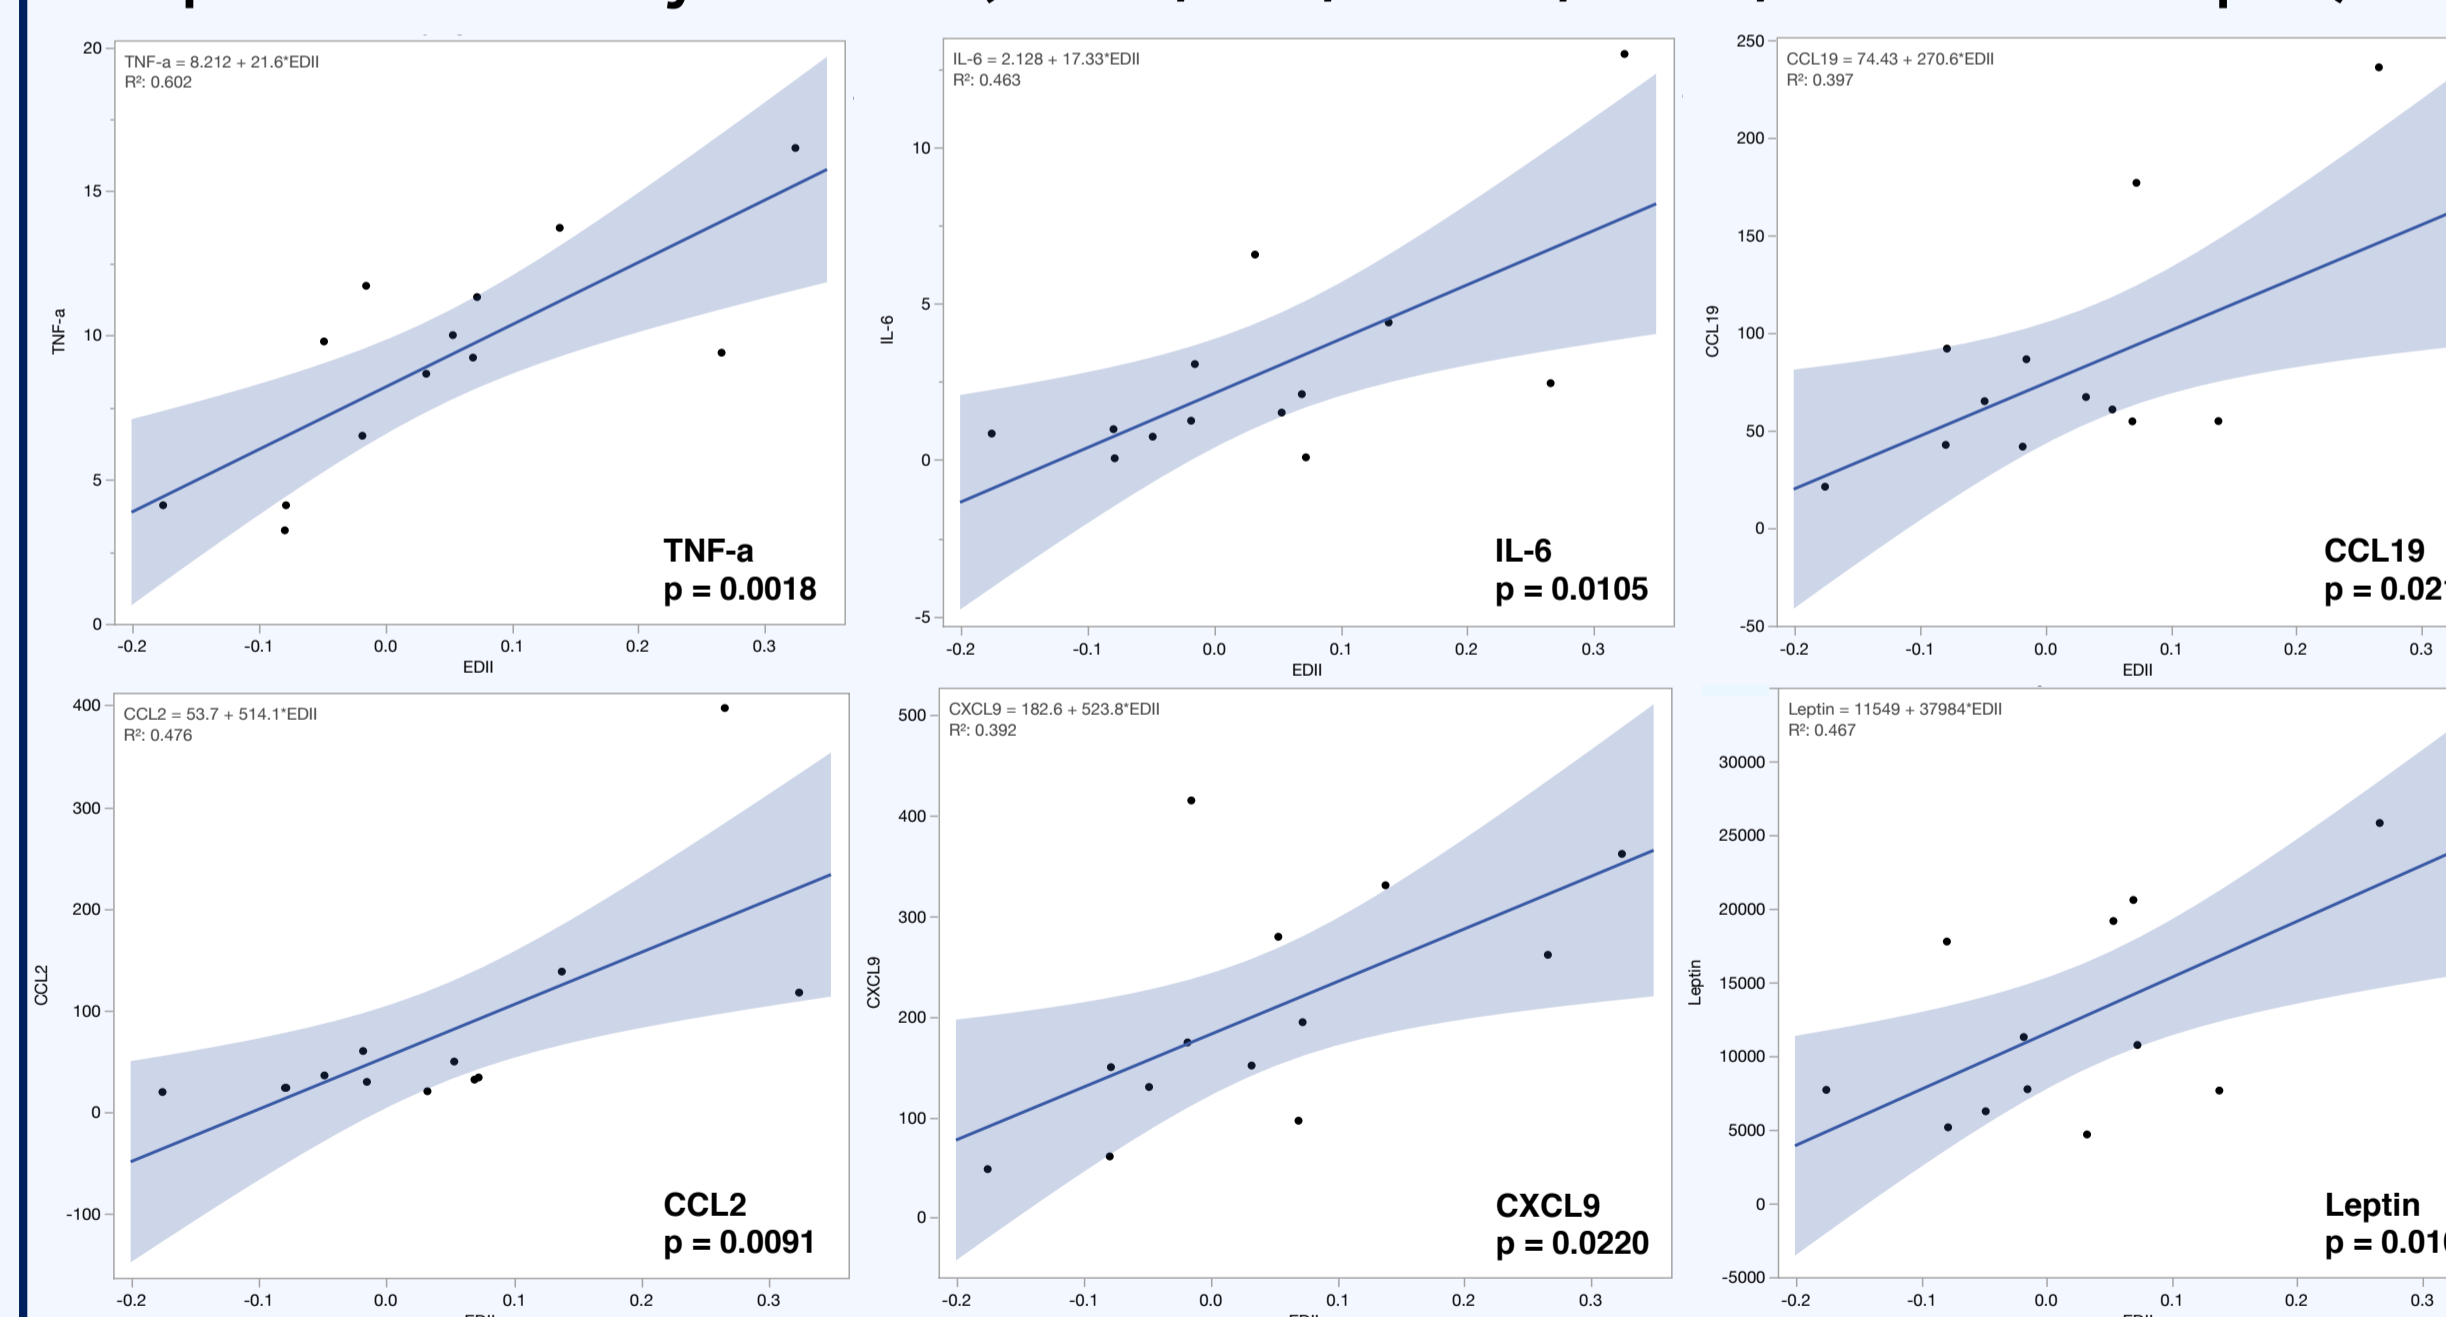 TNF-a = 8.212 + 21.6*EDII
R²: 0.602
20
15
10
5
0
TNF-a
-0.2 -0.1 0.0 0.1 0.2 0.3
EDII
TNF-a
p = 0.0018
IL-6 = 2.128 + 17.33*EDII
R²: 0.463
10
5
0
-5
IL-6
-0.2 -0.1 0.0 0.1 0.2 0.3
EDII
IL-6
p = 0.0105
CCL19 = 74.43 + 270.6*EDII
R²: 0.397
250
200
150
100
50
0
-50
CCL19
-0.2 -0.1 0.0 0.1 0.2 0.3
EDII
CCL19
p = 0.02
CCL2 = 53.7 + 514.1*EDII
R²: 0.476
400
300
200
100
0
-100
CCL2
-0.2 -0.1 0.0 0.1 0.2 0.3
EDII
CCL2
p = 0.0091
CXCL9 = 182.6 + 523.8*EDII
R²: 0.392
500
400
300
200
100
0
CXCL9
-0.2 -0.1 0.0 0.1 0.2 0.3
EDII
CXCL9
p = 0.0220
Leptin = 11549 + 37984*EDII
R²: 0.467
30000
25000
20000
15000
10000
5000
0
-5000
Leptin
-0.2 -0.1 0.0 0.1 0.2 0.3
EDII
Leptin
p = 0.01